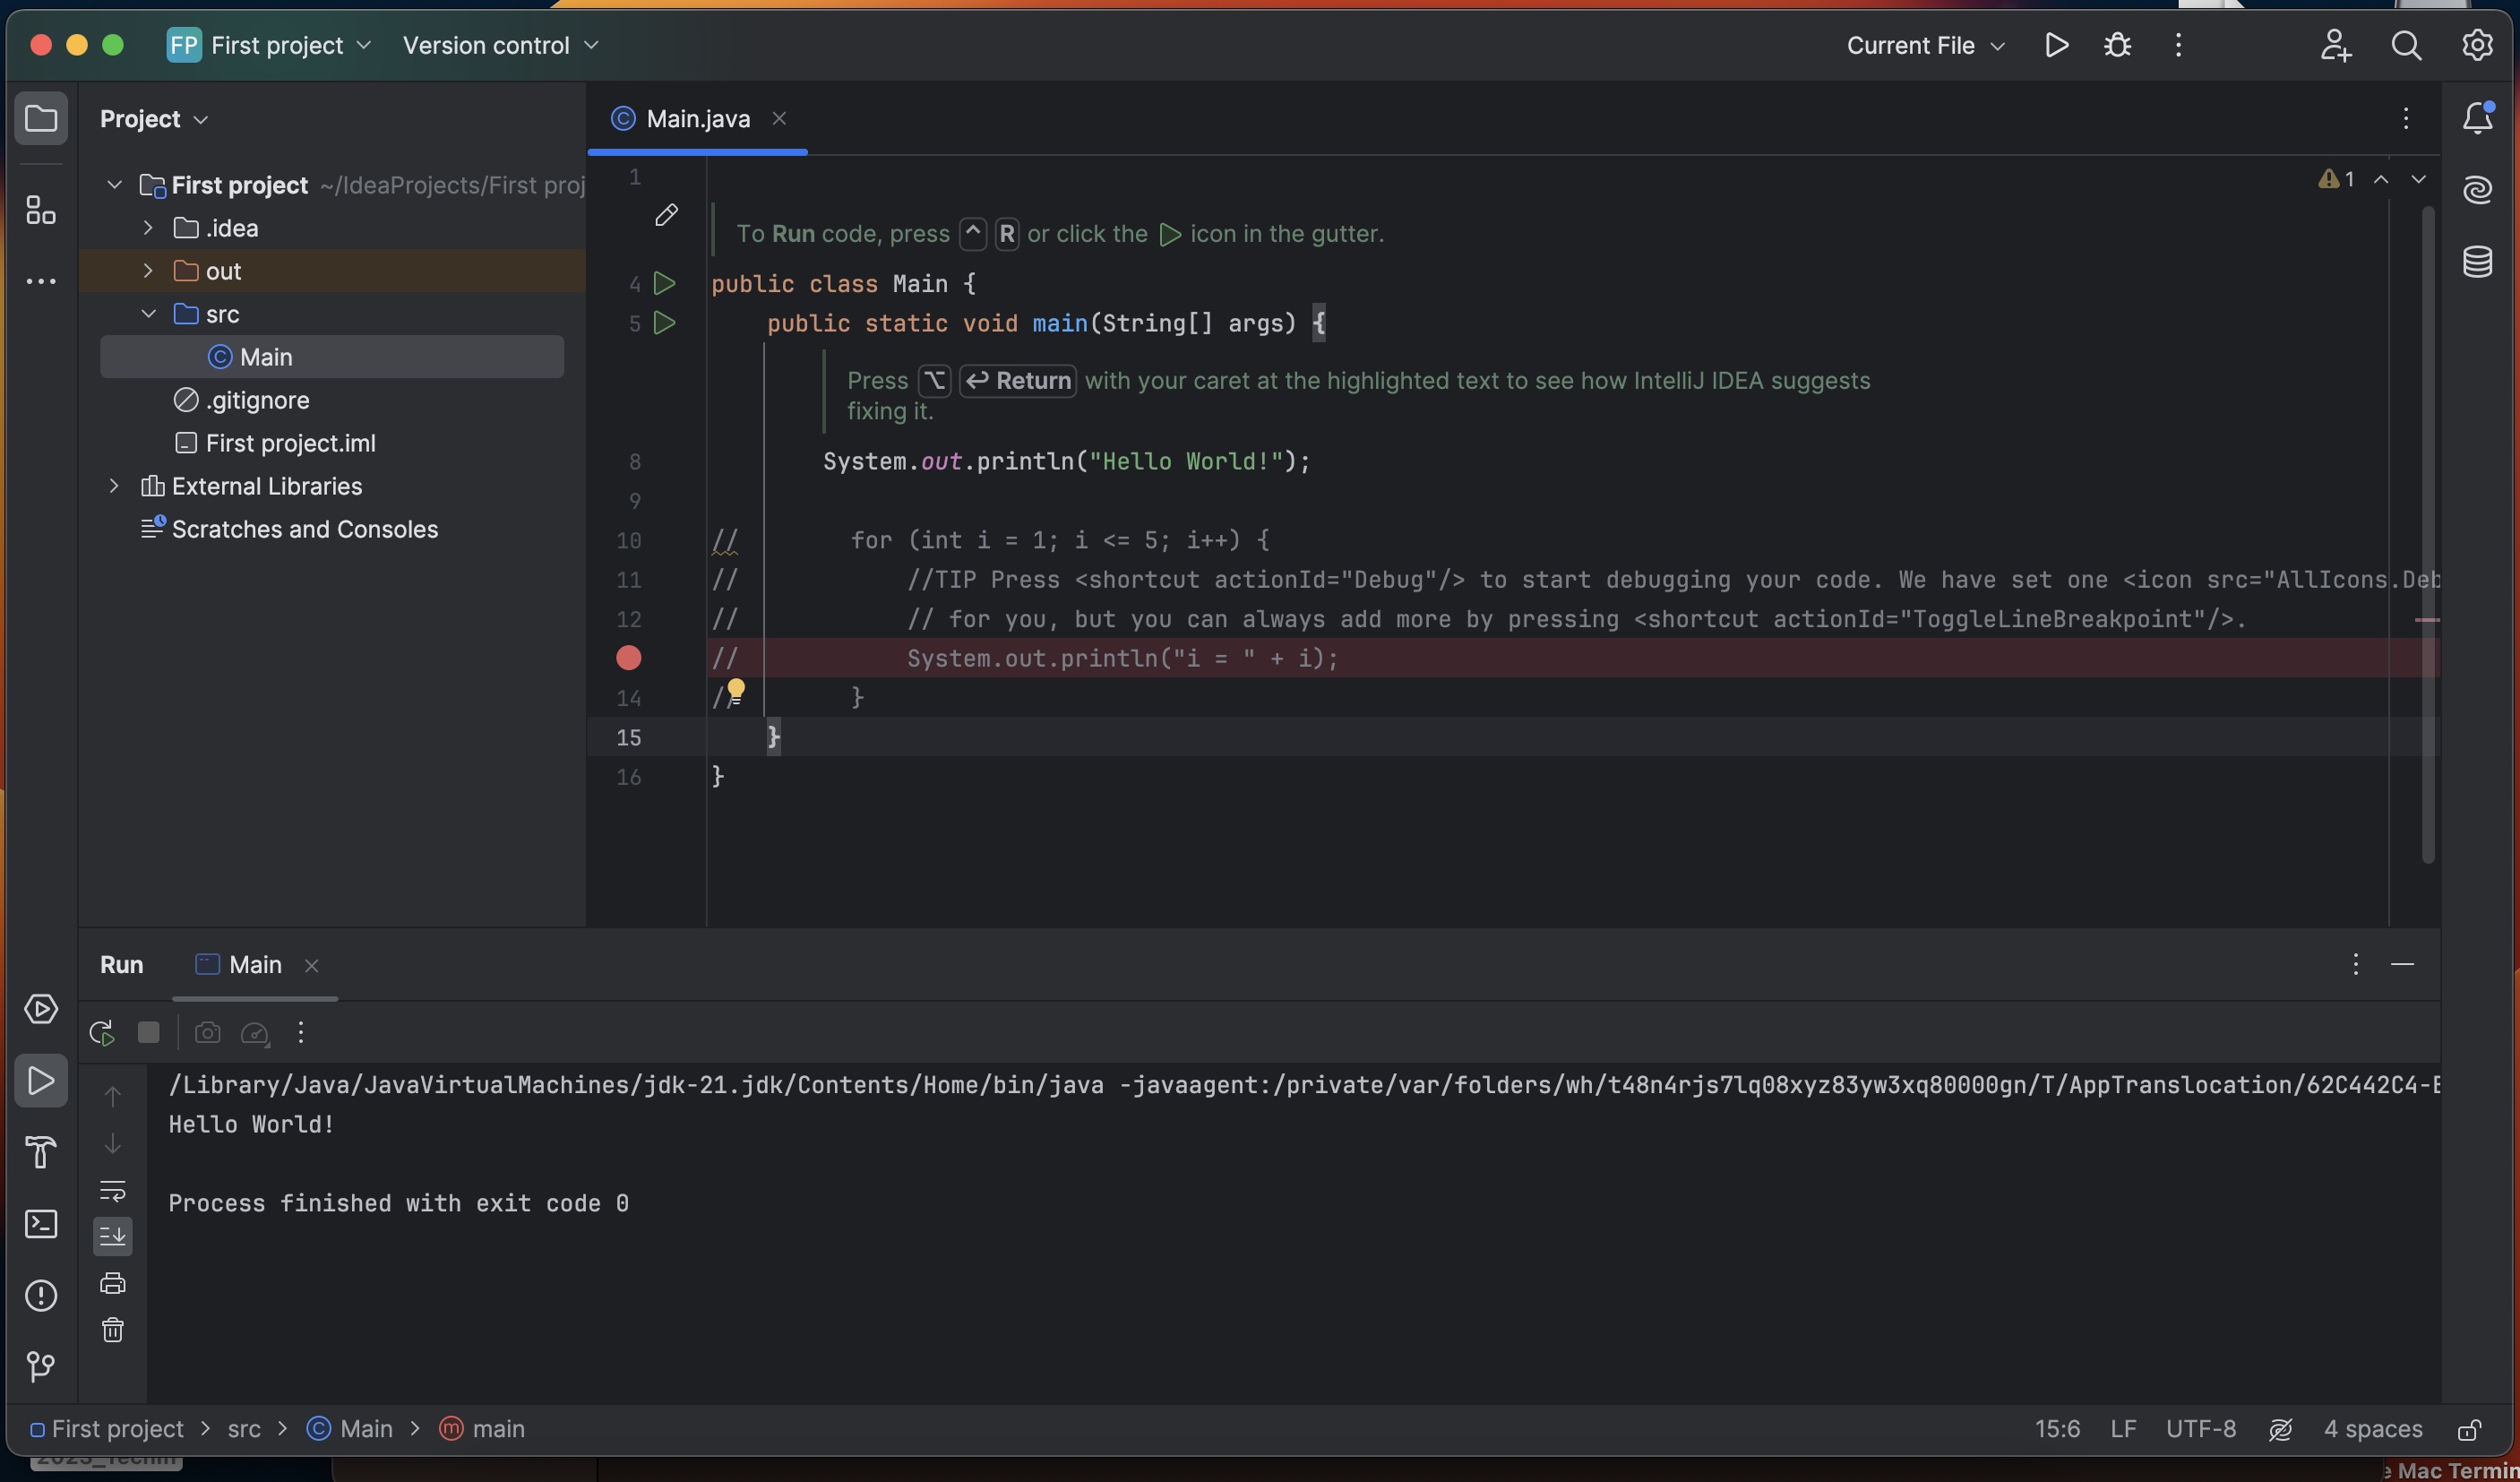 FP First project Version control Current File
Project
Main.java
First project ~/IdeaProjects/First proj
.idea
out
src
Main
.gitignore
First project.iml
External Libraries
Scratches and Consoles
1
1
To Run code, press ^ R or click the icon in the gutter.
4 public class Main {
5 public static void main(String[] args) {
Press ⌥ ↩ Return with your caret at the highlighted text to see how IntelliJ IDEA suggests
fixing it.
8 System.out.println("Hello World!");
9
10 // for (int i = 1; i <= 5; i++) {
11 // //TIP Press <shortcut actionId="Debug"/> to start debugging your code. We have set one <icon src="AllIcons.Deb
12 // // for you, but you can always add more by pressing <shortcut actionId="ToggleLineBreakpoint"/>.
// System.out.println("i = " + i);
14 // }
15 }
16 }
Run Main
/Library/Java/JavaVirtualMachines/jdk-21.jdk/Contents/Home/bin/java -javaagent:/private/var/folders/wh/t48n4rjs7lq08xyz83yw3xq80000gn/T/AppTranslocation/62C442C4-E
Hello World!
Process finished with exit code 0
First project > src > Main > main 15:6 LF UTF-8 4 spaces
Mac Termin